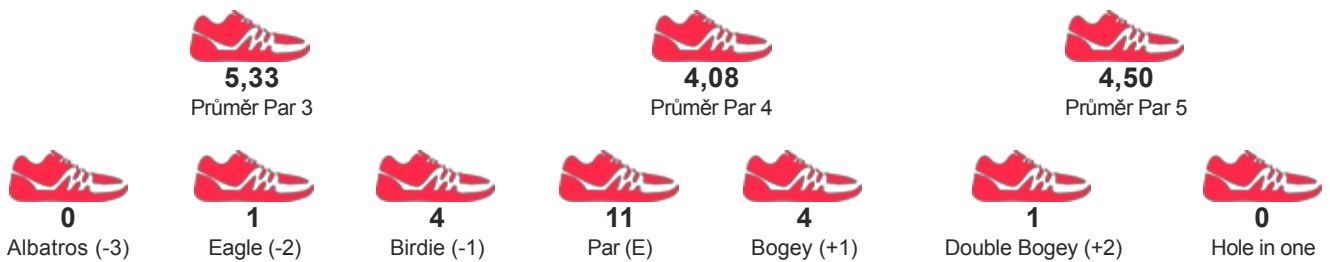 5,33 4,08 4,50
Průměr Par 3 Průměr Par 4 Průměr Par 5
0 1 4 11 4 1 0
Albatros (-3) Eagle (-2) Birdie (-1) Par (E) Bogey (+1) Double Bogey (+2) Hole in one